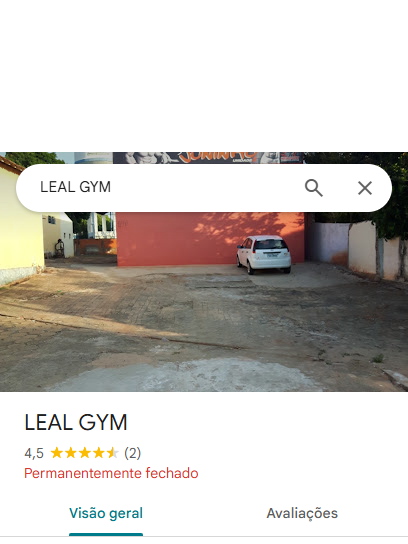 LEAL GYM
LEAL GYM
4,5
(2)
Permanentemente fechado
Visão geral
Avaliações